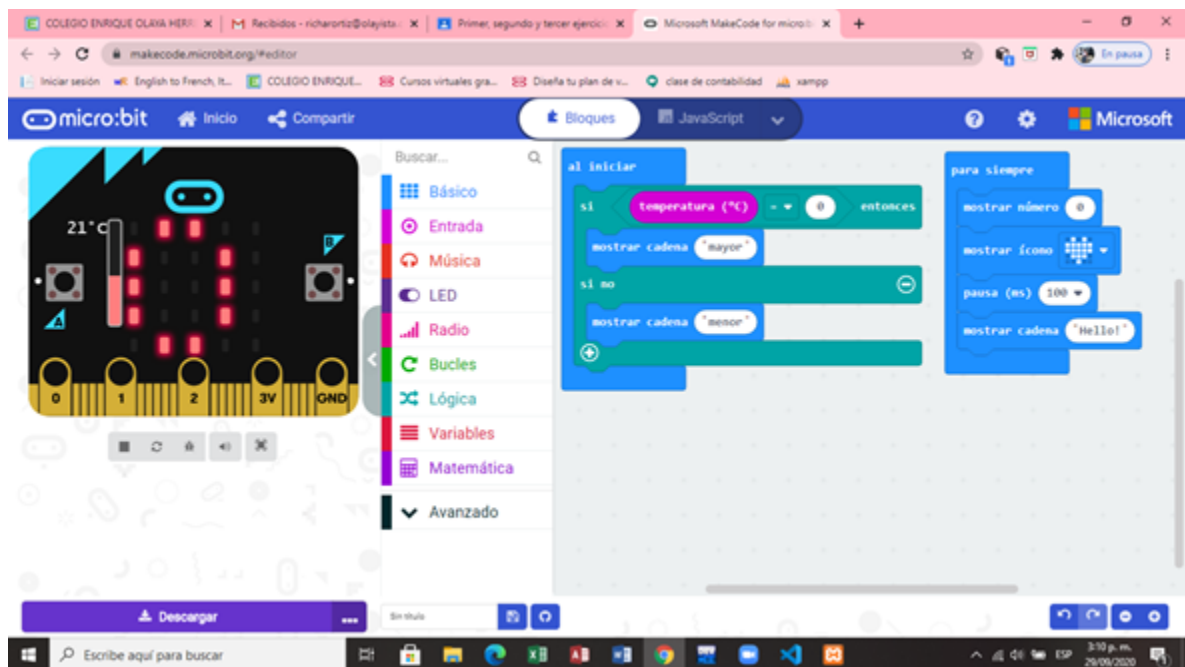 COLEGIO ENRIQUE OLAYA HERR
Recibidos - richarortiz@olayista.
Primer, segundo y tercer ejercicio
Microsoft MakeCode for micro:b
makecode.microbit.org/#editor
En pausa
Iniciar sesión
English to French, It...
COLEGIO ENRIQUE...
Cursos virtuales gra...
Diseña tu plan de v...
clase de contabilidad
xampp
micro:bit
Inicio
Compartir
Bloques
JavaScript
Microsoft
21°C
B
A
0 1 2 3V GND
Buscar...
Básico
Entrada
Música
LED
Radio
Bucles
Lógica
Variables
Matemática
Avanzado
al iniciar
si temperatura (°C) = 0 entonces
mostrar cadena "mayor"
si no
mostrar cadena "menor"
para siempre
mostrar número 0
mostrar ícono
pausa (ms) 100
mostrar cadena "Hello!"
Descargar
Sin título
Escribe aquí para buscar
ESP
3:10 p. m.
29/09/2020